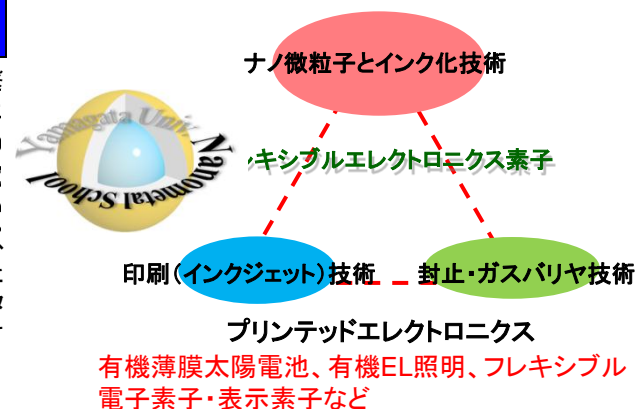 ナノ微粒子とインク化技術
Yamagata Univ.
Nanometal School
キシブルエレクトロニクス素子
印刷(インクジェット)技術
封止・ガスバリヤ技術
プリンテッドエレクトロニクス
有機薄膜太陽電池、有機EL照明、フレキシブル
電子素子・表示素子など